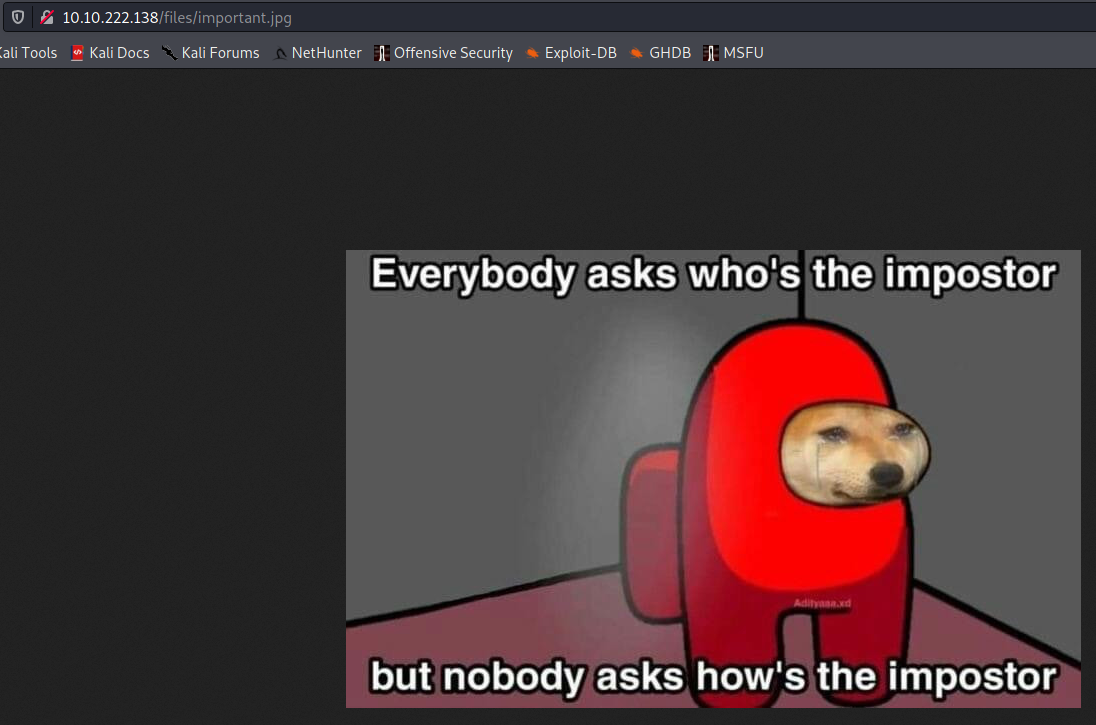 10.10.222.138/files/important.jpg
Kali Tools Kali Docs Kali Forums NetHunter Offensive Security Exploit-DB GHDB MSFU
Everybody asks who's the impostor
Adityaaa.xd
but nobody asks how's the impostor